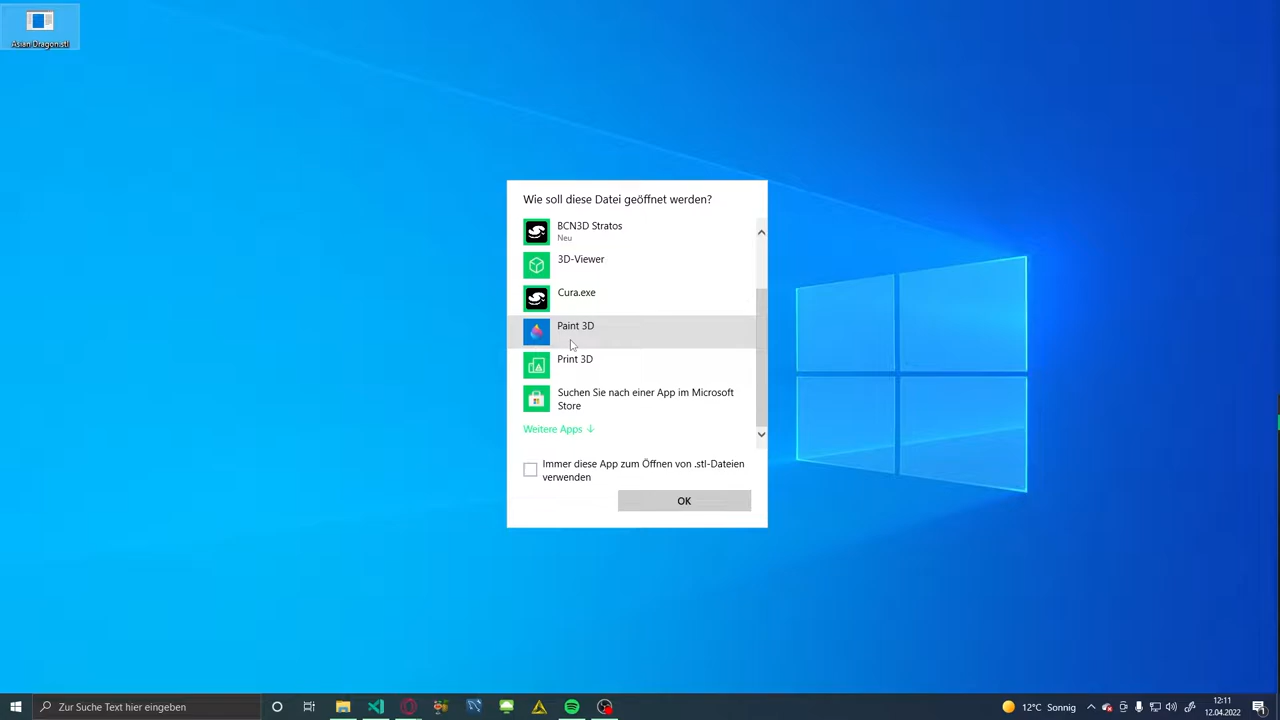 Asian Dragon.stl
Wie soll diese Datei geöffnet werden?
BCN3D Stratos
Neu
3D-Viewer
Cura.exe
Paint 3D
Print 3D
Suchen Sie nach einer App im Microsoft
Store
Weitere Apps
Immer diese App zum Öffnen von .stl-Dateien
verwenden
OK
Zur Suche Text hier eingeben
12°C Sonnig
12:11
12.04.2022